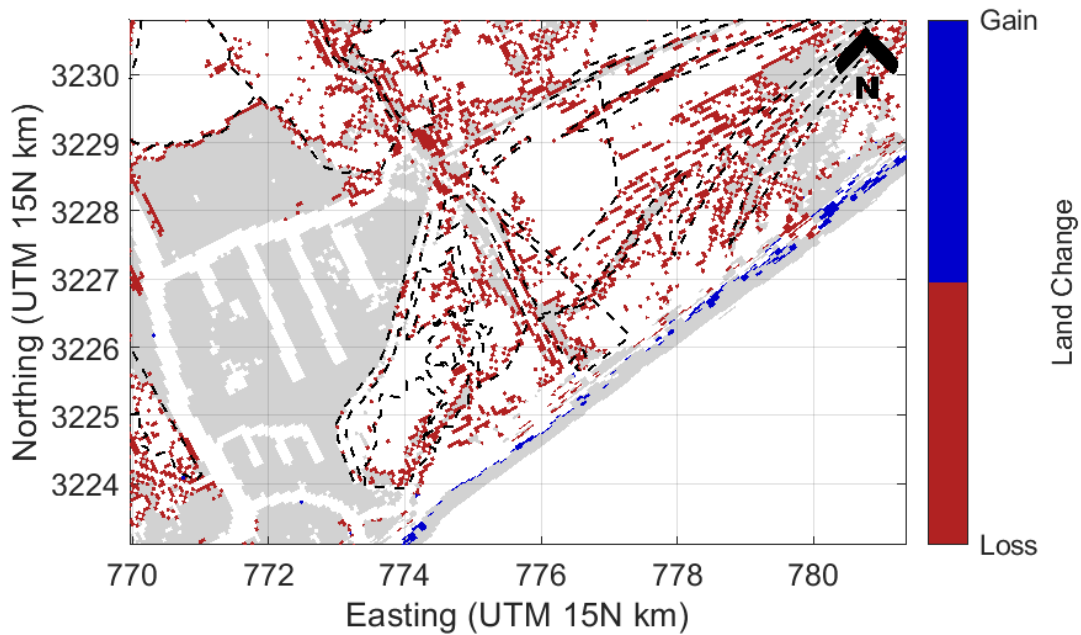 Gain
3230
N
3229
3228
3227
3226
3225
3224
Northing (UTM 15N km)
Land Change
Loss
770
772
774
776
778
780
Easting (UTM 15N km)